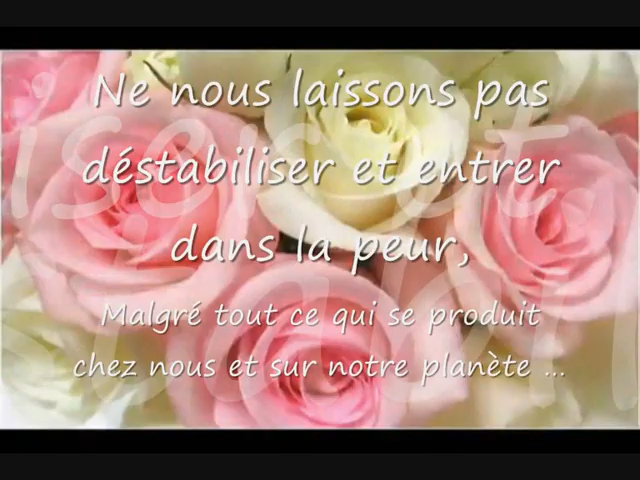 Ne nous laissons pas
déstabiliser et entrer
dans la peur,
Malgré tout ce qui se produit
chez nous et sur notre planète ...